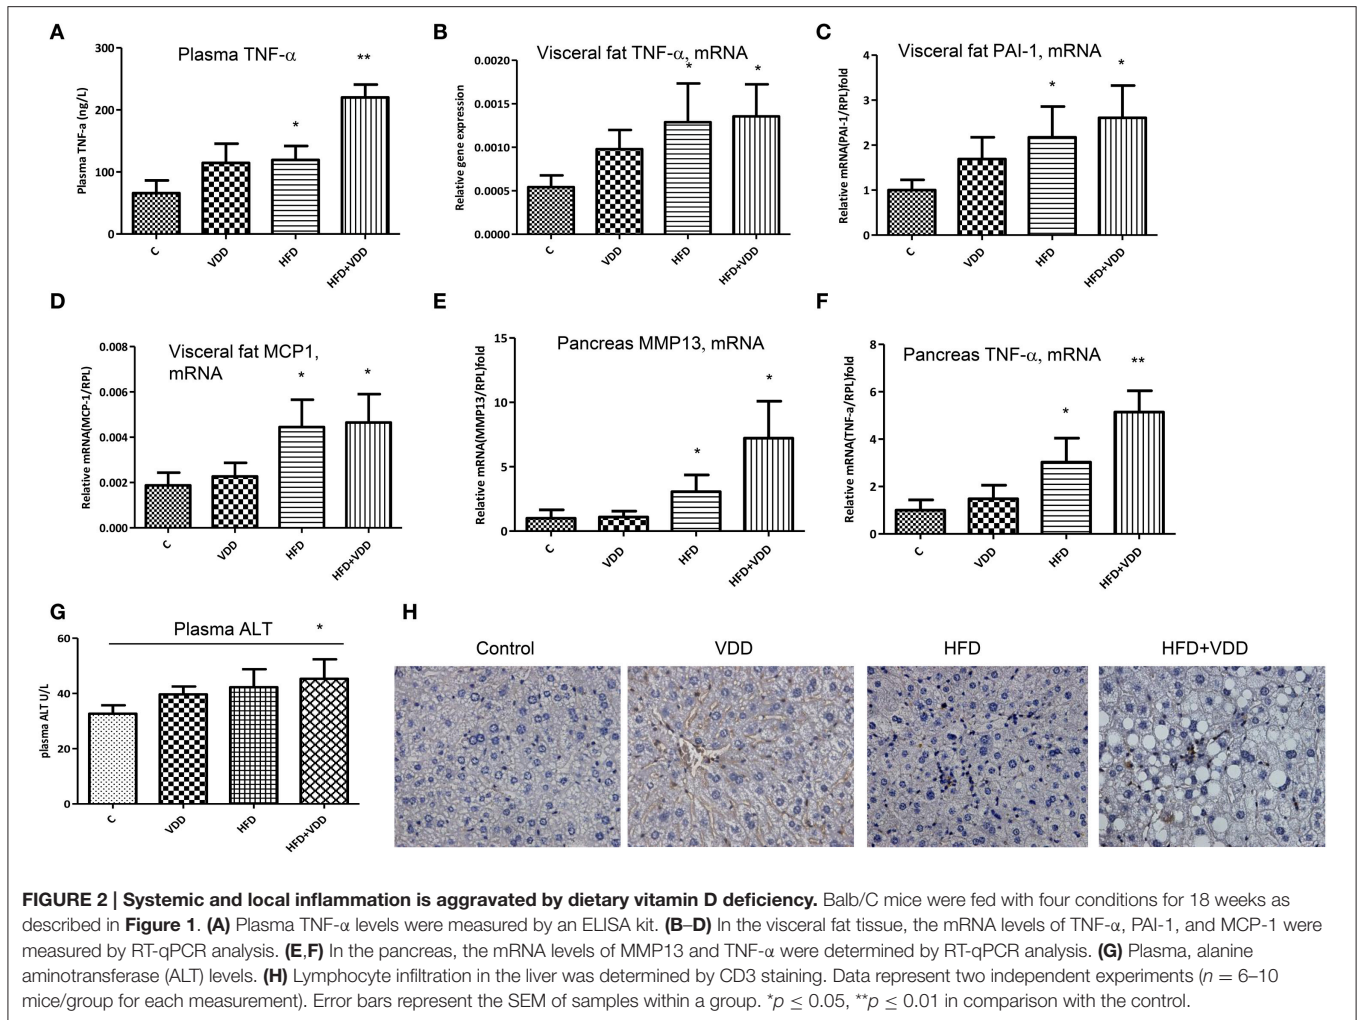 A
Plasma TNF-α
Plasma TNF-a (ng/L)
300
200
100
0
*
**
C
VDD
HFD
HFD+VDD
B
Visceral fat TNF-α, mRNA
Relative gene expression
0.0020
0.0015
0.0010
0.0005
0.0000
*
*
C
VDD
HFD
HFD+VDD
C
Visceral fat PAI-1, mRNA
Relative mRNA(PAI-1/RPL)fold
4
3
2
1
0
*
*
C
VDD
HFD
HFD+VDD
D
Visceral fat MCP1,
mRNA
Relative mRNA(MCP-1/RPL)
0.008
0.006
0.004
0.002
0.000
*
*
C
VDD
HFD
HFD+VDD
E
Pancreas MMP13, mRNA
Relative mRNA(MMP13/RPL)fold
15
10
5
0
*
*
C
VDD
HFD
HFD+VDD
F
Pancreas TNF-α, mRNA
Relative mRNA(TNF-a/RPL)fold
8
6
4
2
0
*
**
C
VDD
HFD
HFD+VDD
G
Plasma ALT
*
plasma ALT U/L
60
40
20
0
C
VDD
HFD
HFD+VDD
H
Control
VDD
HFD
HFD+VDD
FIGURE 2 | Systemic and local inflammation is aggravated by dietary vitamin D deficiency. Balb/C mice were fed with four conditions for 18 weeks as
described in Figure 1. (A) Plasma TNF-α levels were measured by an ELISA kit. (B–D) In the visceral fat tissue, the mRNA levels of TNF-α, PAI-1, and MCP-1 were
measured by RT-qPCR analysis. (E,F) In the pancreas, the mRNA levels of MMP13 and TNF-α were determined by RT-qPCR analysis. (G) Plasma, alanine
aminotransferase (ALT) levels. (H) Lymphocyte infiltration in the liver was determined by CD3 staining. Data represent two independent experiments (n = 6–10
mice/group for each measurement). Error bars represent the SEM of samples within a group. *p ≤ 0.05, **p ≤ 0.01 in comparison with the control.